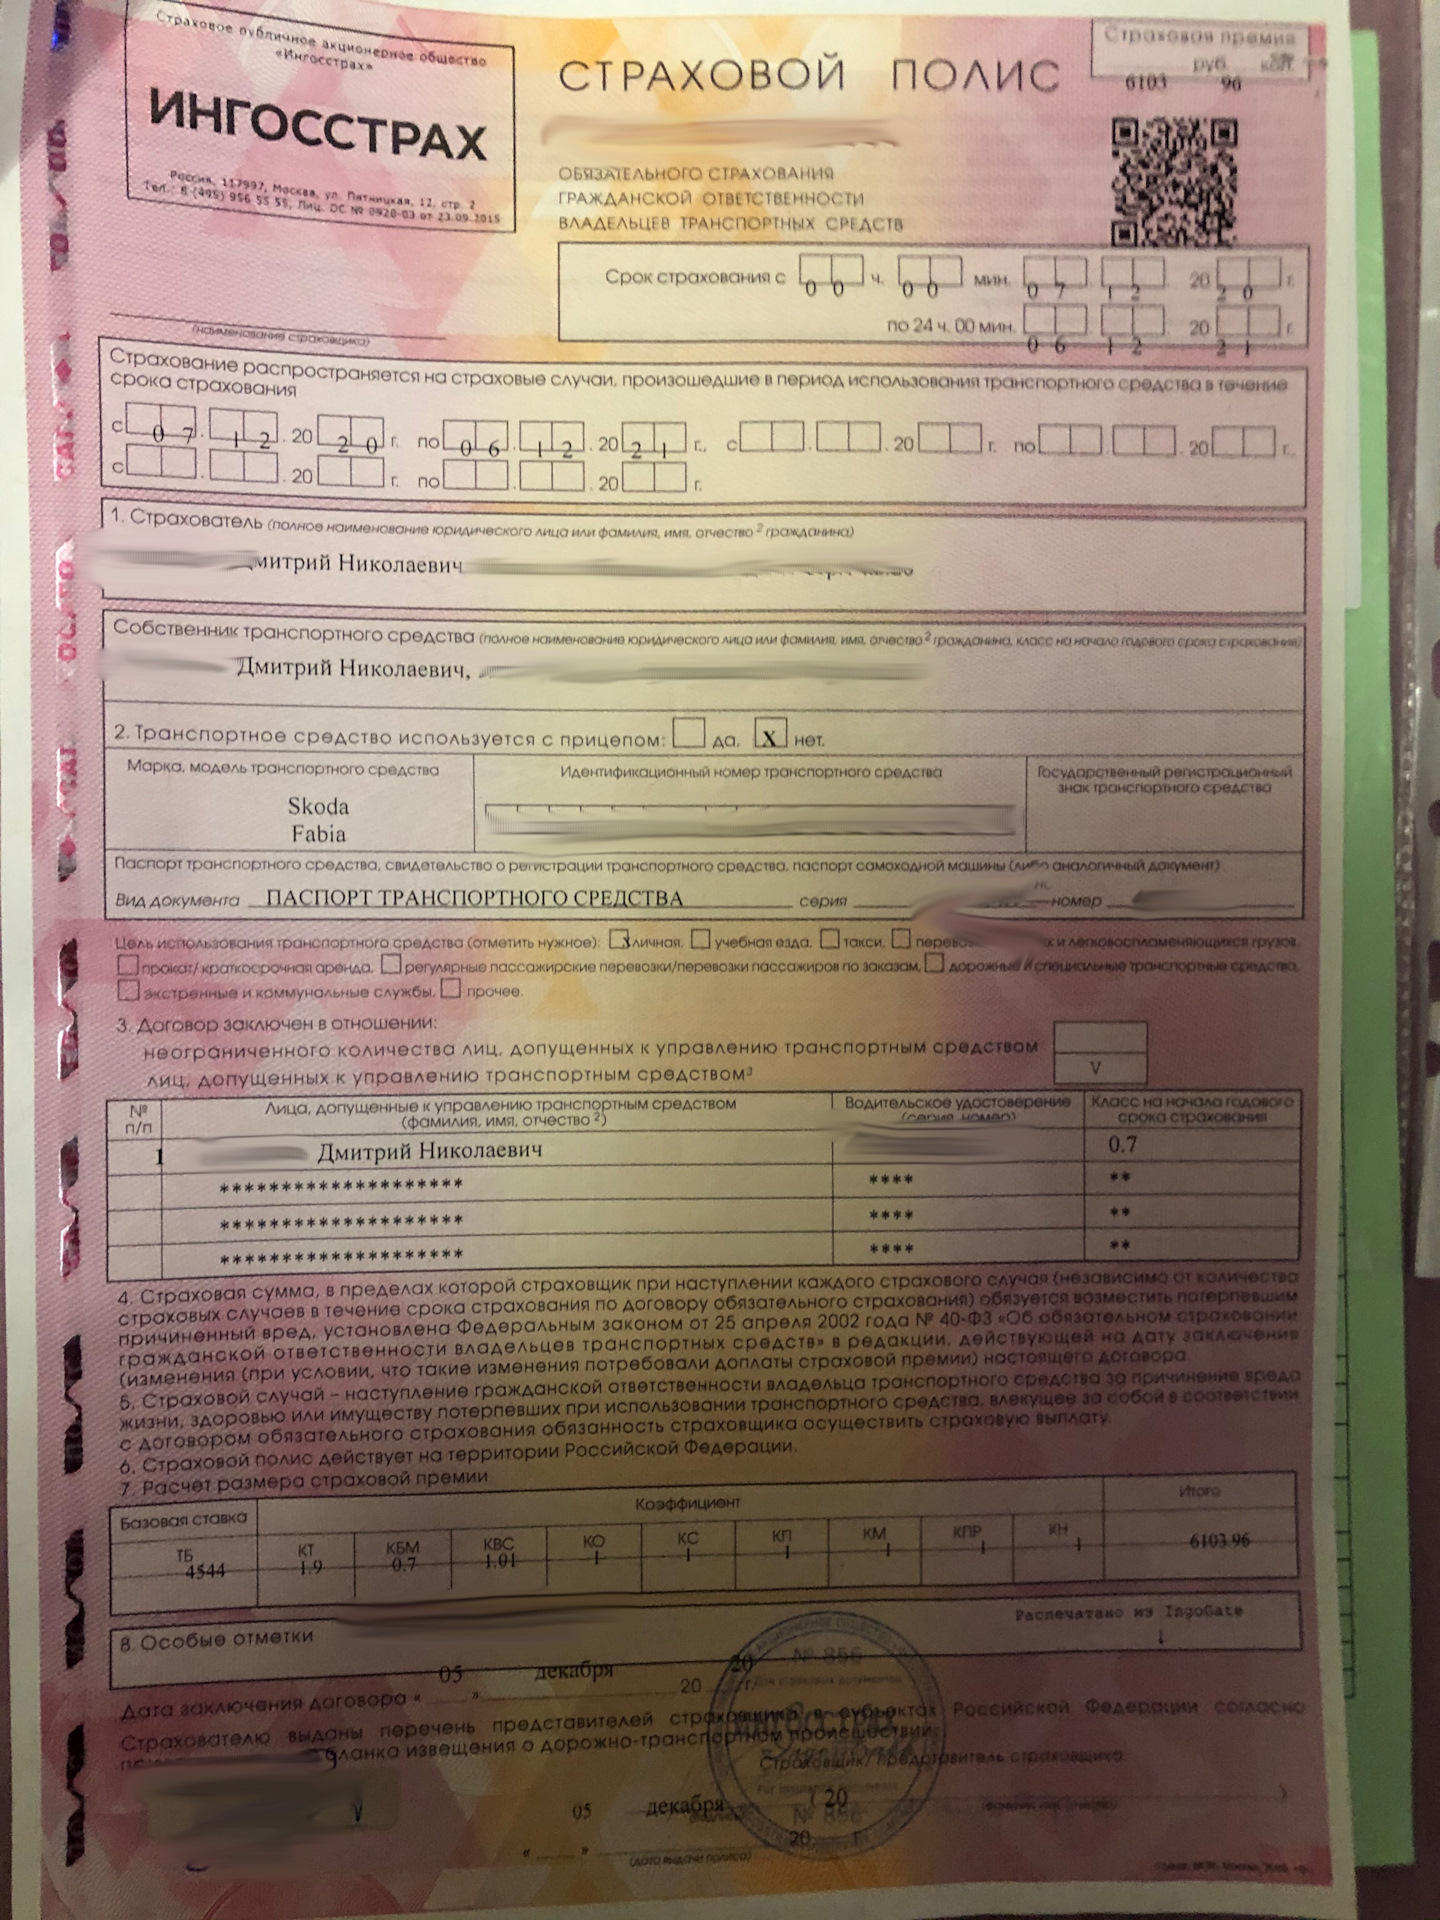 Страховое публичное акционерное общество
«Ингосстрах»
ИНГОССТРАХ
Россия, 117997, Москва, ул. Пятницкая, 12, стр. 2
Тел.: 8 (495) 956 55 55, Лиц. ОС № 0928-03 от 23.09.2015
СТРАХОВОЙ ПОЛИС
Страховая премия
руб. коп.
6103 96
ОБЯЗАТЕЛЬНОГО СТРАХОВАНИЯ
ГРАЖДАНСКОЙ ОТВЕТСТВЕННОСТИ
ВЛАДЕЛЬЦЕВ ТРАНСПОРТНЫХ СРЕДСТВ
Срок страхования с 00 ч. 00 мин. 07 12 20 20 г.
по 24 ч. 00 мин. 06 12 20 21 г.
(наименование страховщика)
Страхование распространяется на страховые случаи, произошедшие в период использования транспортного средства в течение
срока страхования
с 07. 12. 20 20 г. по 06. 12. 20 21 г., с . . 20 г. по . . 20 г.,
с . . 20 г. по . . 20 г.
1. Страхователь (полное наименование юридического лица или фамилия, имя, отчество 2 гражданина)
митрий Николаевич
Собственник транспортного средства (полное наименование юридического лица или фамилия, имя, отчество 2 гражданина, класс на начало годового срока страхования)
Дмитрий Николаевич,
2. Транспортное средство используется с прицепом: да, X нет.
Марка, модель транспортного средства
Идентификационный номер транспортного средства
Государственный регистрационный
знак транспортного средства
Skoda
Fabia
Паспорт транспортного средства, свидетельство о регистрации транспортного средства, паспорт самоходной машины (либо аналогичный документ)
Вид документа ПАСПОРТ ТРАНСПОРТНОГО СРЕДСТВА серия номер
Цель использования транспортного средства (отметить нужное): X личная, учебная езда, такси, перевоз х и легковоспламеняющихся грузов,
прокат/краткосрочная аренда, регулярные пассажирские перевозки/перевозки пассажиров по заказам, дорожные и специальные транспортные средства,
экстренные и коммунальные службы, прочее.
3. Договор заключен в отношении:
неограниченного количества лиц, допущенных к управлению транспортным средством
лиц, допущенных к управлению транспортным средством3 V
№ п/п
Лица, допущенные к управлению транспортным средством
(фамилия, имя, отчество 2)
Водительское удостоверение
(серия, номер)
Класс на начало годового
срока страхования
1 Дмитрий Николаевич 0.7
******************** **** **
******************** **** **
******************** **** **
4. Страховая сумма, в пределах которой страховщик при наступлении каждого страхового случая (независимо от количества
страховых случаев в течение срока страхования по договору обязательного страхования) обязуется возместить потерпевшим
причиненный вред, установлена Федеральным законом от 25 апреля 2002 года № 40-ФЗ «Об обязательном страховании
гражданской ответственности владельцев транспортных средств» в редакции, действующей на дату заключения
(изменения (при условии, что такие изменения потребовали доплаты страховой премии) настоящего договора.
5. Страховой случай – наступление гражданской ответственности владельца транспортного средства за причинение вреда
жизни, здоровью или имуществу потерпевших при использовании транспортного средства, влекущее за собой в соответствии
с договором обязательного страхования обязанность страховщика осуществить страховую выплату.
6. Страховой полис действует на территории Российской Федерации.
7. Расчет размера страховой премии
Базовая ставка Коэффициент Итого
ТБ КТ КБМ КВС КО КС КП КМ КПР КН
4544 1.9 0.7 1.01 1 1 1 1 1 1 6103.96
8. Особые отметки
Распечатано из IngoGate
Дата заключения договора « 05 » декабря 20 20 г.
Страхователю выданы перечень представителей страховщика в субъектах Российской Федерации согласно
бланка извещения о дорожно-транспортном происшествии.
Страховщик/представитель страховщика
№ 856
« 05 » декабря 20 20 г.
(дата выдачи полиса)
№ 856